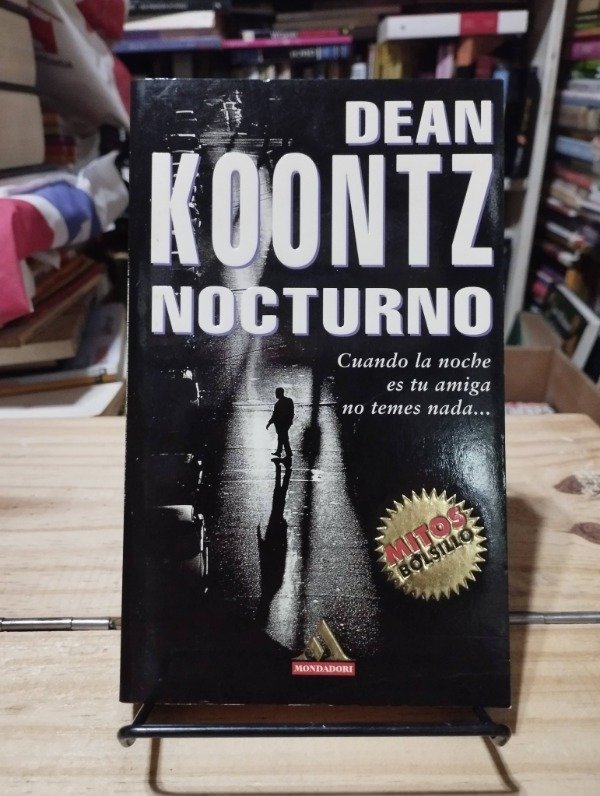 DEAN
KOONTZ
NOCTURNO
Cuando la noche
es tu amiga
no temes nada...
MITOS
BOLSILLO
MONDADORI